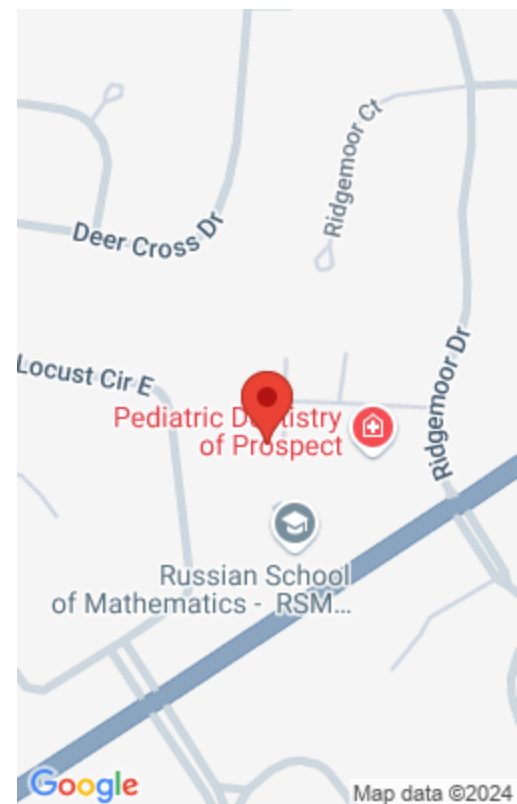 Ridgemoor Ct
Deer Cross Dr
Locust Cir E
Ridgemoor Dr
Pediatric Dentistry
of Prospect
Russian School
of Mathematics - RSM...
Google
Map data ©2024